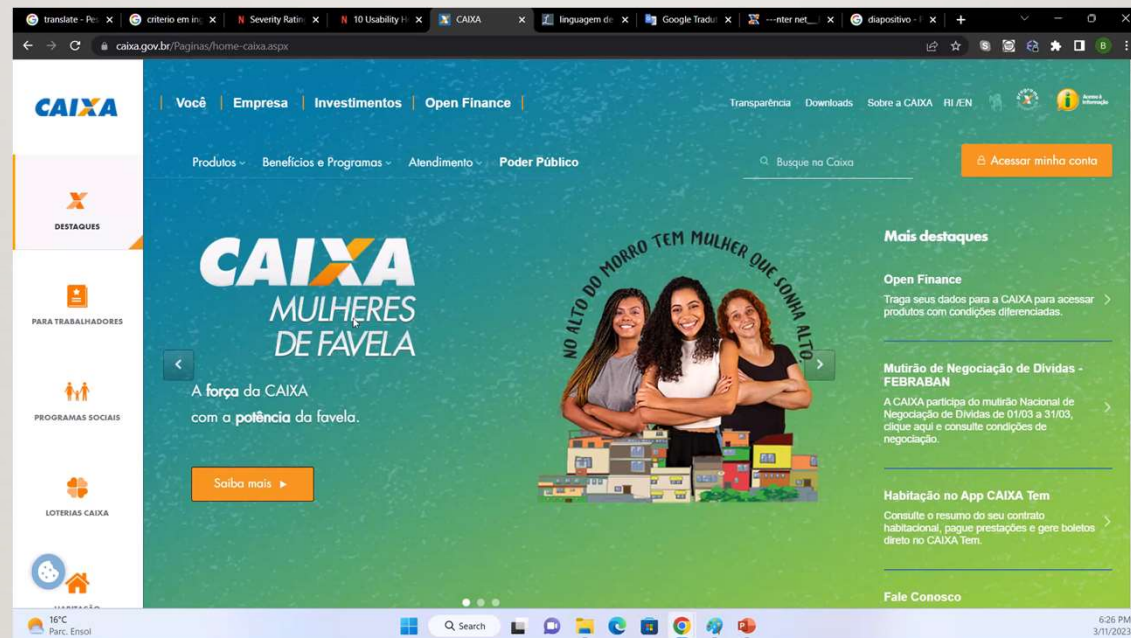 translate - Pes
criterio em ing
Severity Rating
10 Usability H
CAIXA
linguagem de
Google Tradut
---nter net__
diapositivo - P
caixa.gov.br/Paginas/home-caixa.aspx
CAIXA
Você | Empresa | Investimentos | Open Finance |
Transparência Downloads Sobre a CAIXA RI /EN
Acesso à
Informação
Produtos Benefícios e Programas Atendimento Poder Público
Busque na Caixa
Acessar minha conta
DESTAQUES
PARA TRABALHADORES
PROGRAMAS SOCIAIS
LOTERIAS CAIXA
HABITAÇÃO
CAIXA
MULHERES
DE FAVELA
A força da CAIXA
com a potência da favela.
Saiba mais
NO ALTO DO MORRO TEM MULHER QUE SONHA ALTO.
Mais destaques
Open Finance
Traga seus dados para a CAIXA para acessar
produtos com condições diferenciadas.
Mutirão de Negociação de Dívidas -
FEBRABAN
A CAIXA participa do mutirão Nacional de
Negociação de Dívidas de 01/03 a 31/03,
clique aqui e consulte condições de
negociação.
Habitação no App CAIXA Tem
Consulte o resumo do seu contrato
habitacional, pague prestações e gere boletos
direto no CAIXA Tem.
Fale Conosco
16°C
Parc. Ensol
Search
6:26 PM
3/11/2023